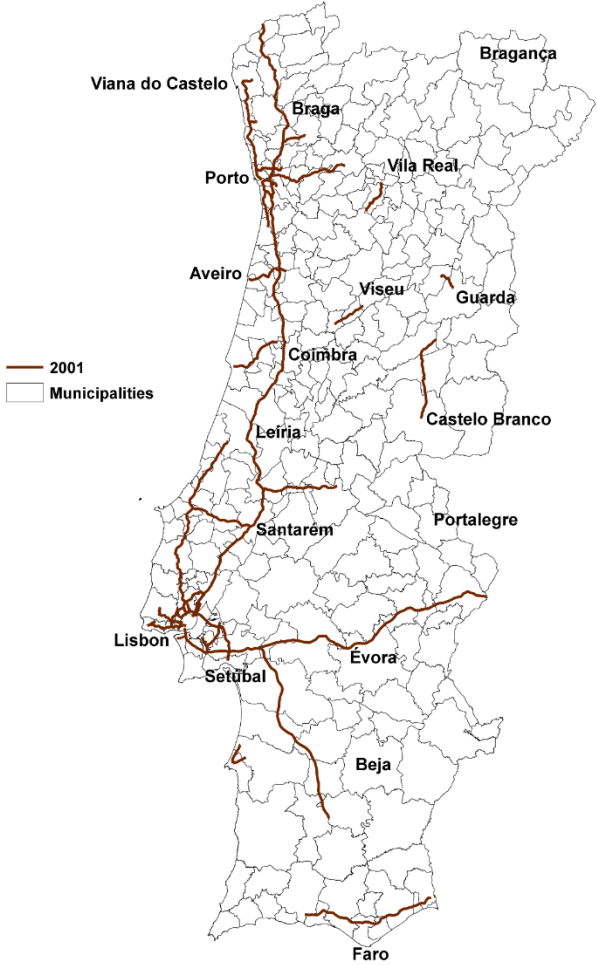 Bragança
Viana do Castelo
Braga
Vila Real
Porto
Aveiro
Viseu
Guarda
Coimbra
2001
Municipalities
Castelo Branco
Leiria
Portalegre
Santarém
Lisbon
Évora
Setúbal
Beja
Faro